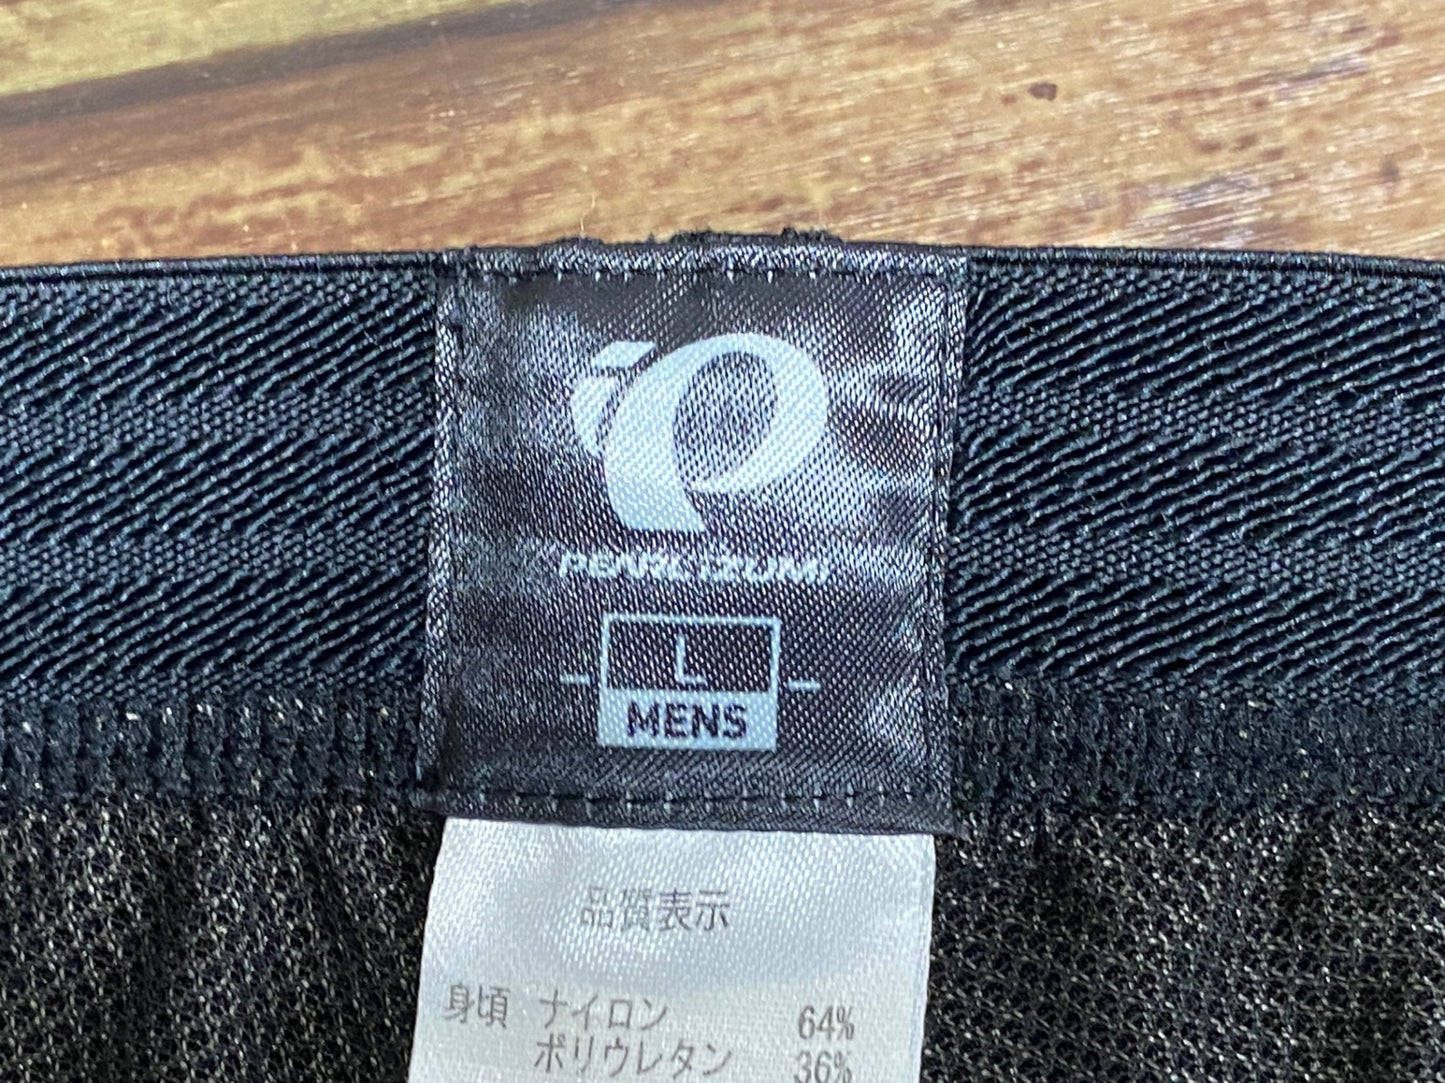 PEARL IZUMI
L
MENS
品質表示
身頃 ナイロン 64%
ポリウレタン 36%